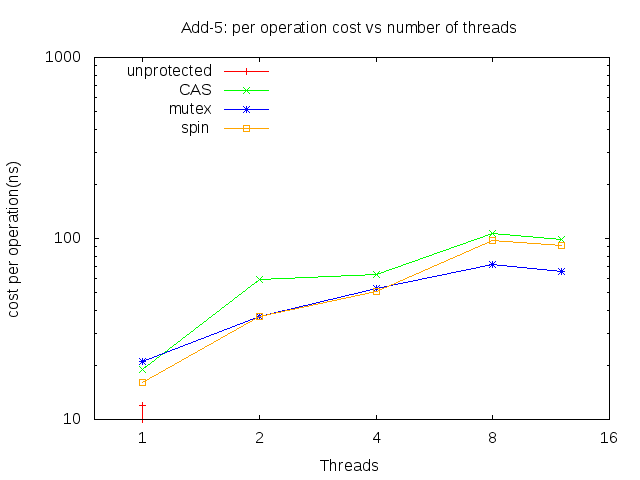 Add-5: per operation cost vs number of threads
1000
100
10
cost per operation(ns)
unprotected
CAS
mutex
spin
1 2 4 8 16
Threads